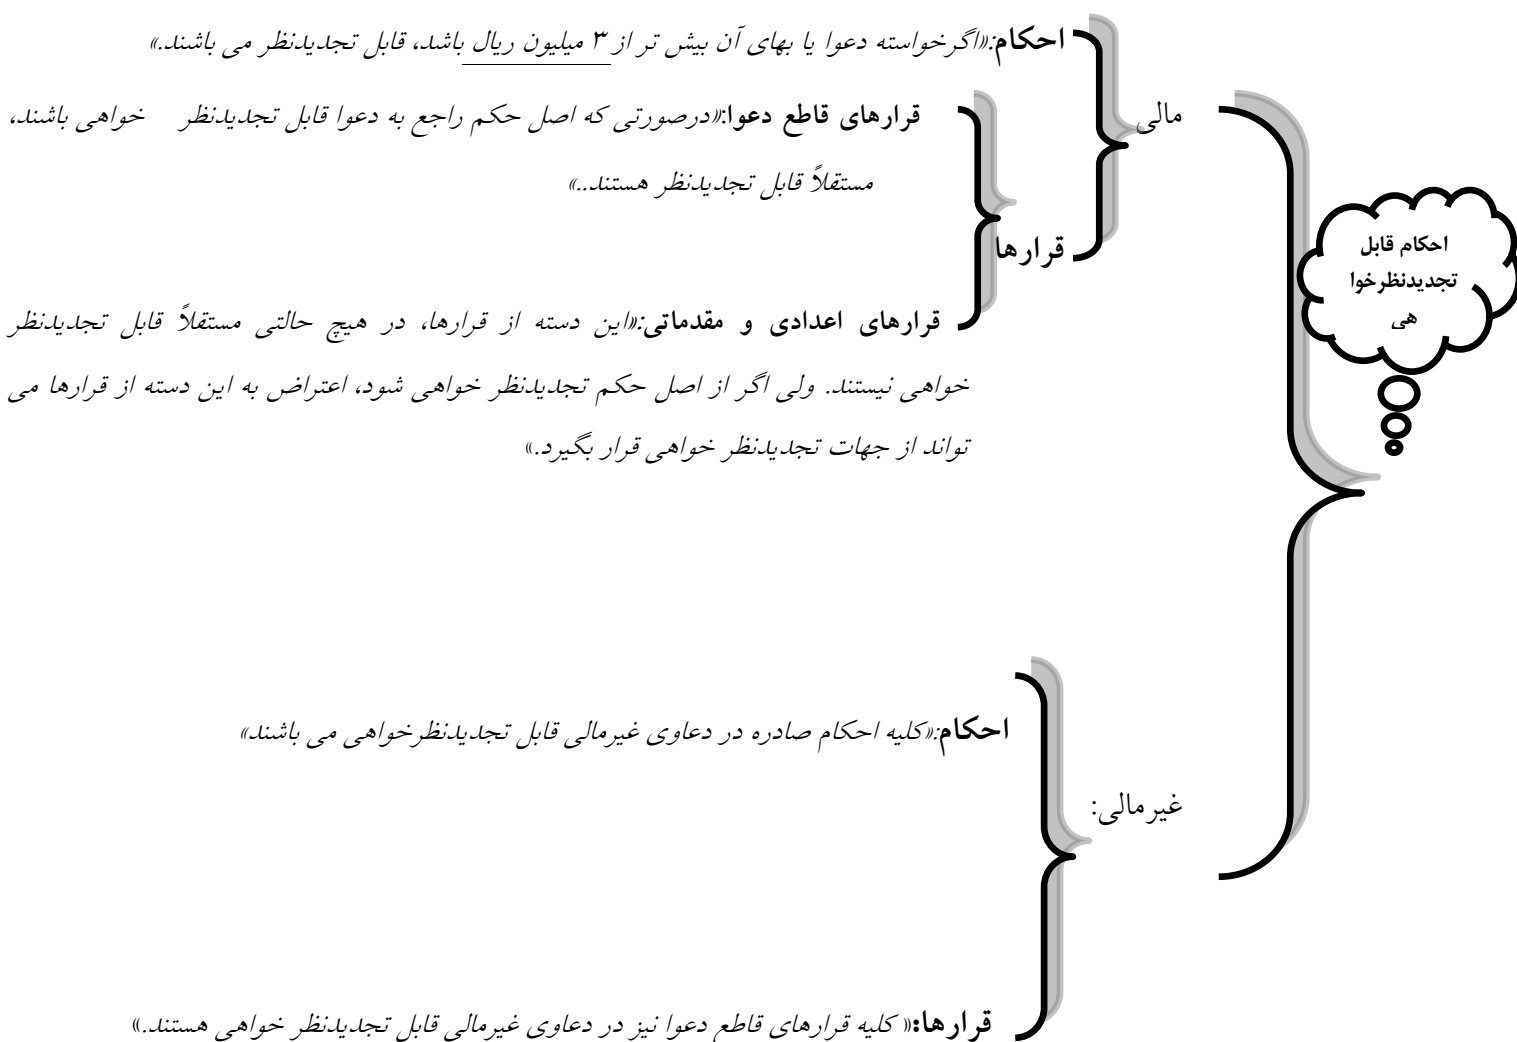 احکام قابل
تجدیدنظرخوا
هی
مالی
احکام:«اگرخواسته دعوا یا بهای آن بیش تر از ۳ میلیون ریال باشد، قابل تجدیدنظر می باشند.»
قرارها
قرارهای قاطع دعوا:«درصورتی که اصل حکم راجع به دعوا قابل تجدیدنظر خواهی باشند،
مستقلاً قابل تجدیدنظر هستند..»
قرارهای اعدادی و مقدماتی:«این دسته از قرارها، در هیچ حالتی مستقلاً قابل تجدیدنظر
خواهی نیستند. ولی اگر از اصل حکم تجدیدنظر خواهی شود، اعتراض به این دسته از قرارها می
تواند از جهات تجدیدنظر خواهی قرار بگیرد.»
غیرمالی:
احکام:«کلیه احکام صادره در دعاوی غیرمالی قابل تجدیدنظرخواهی می باشند»
قرارها:« کلیه قرارهای قاطع دعوا نیز در دعاوی غیرمالی قابل تجدیدنظر خواهی هستند.»